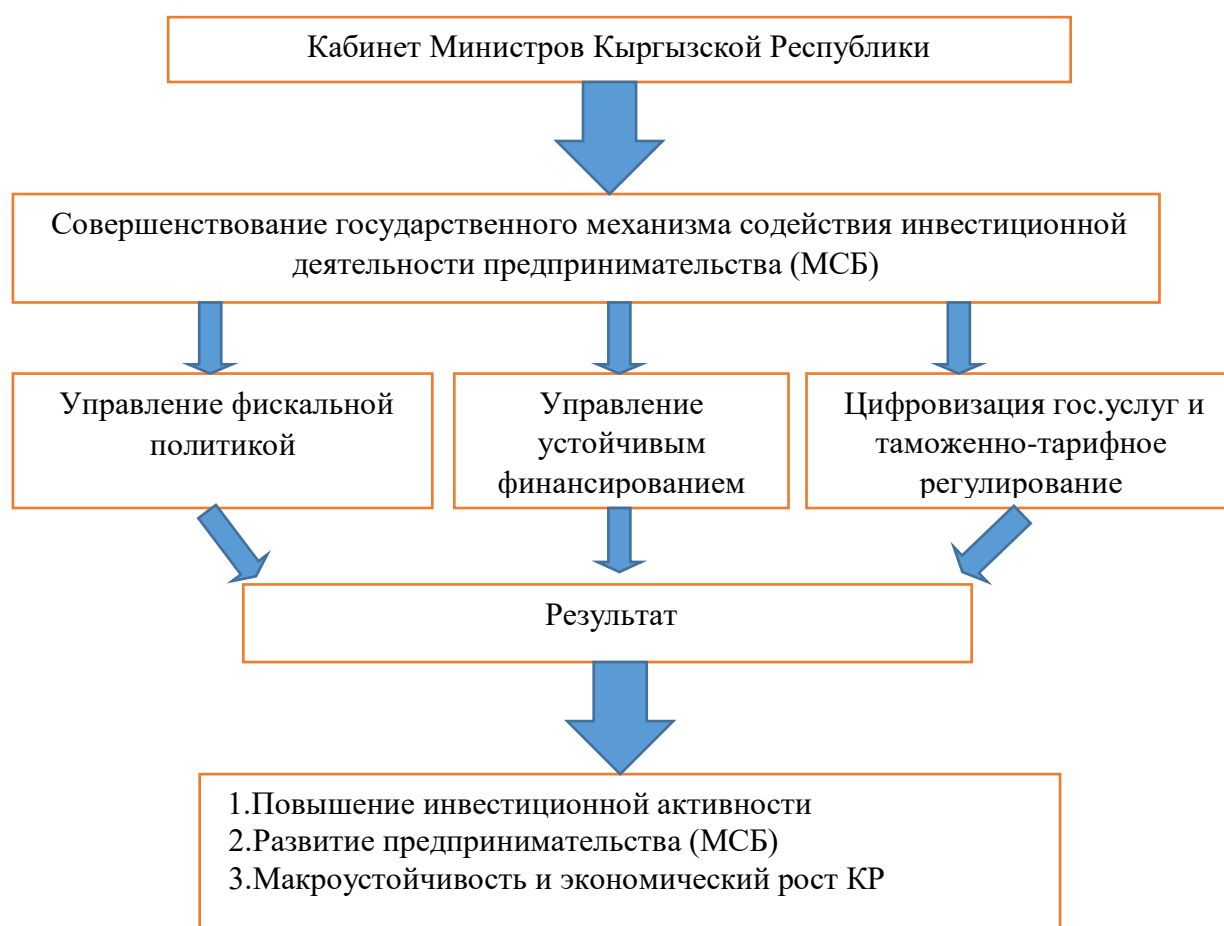 Кабинет Министров Кыргызской Республики
Совершенствование государственного механизма содействия инвестиционной
деятельности предпринимательства (МСБ)
Управление фискальной
политикой
Управление
устойчивым
финансированием
Цифровизация гос.услуг и
таможенно-тарифное
регулирование
Результат
1.Повышение инвестиционной активности
2.Развитие предпринимательства (МСБ)
3.Макроустойчивость и экономический рост КР